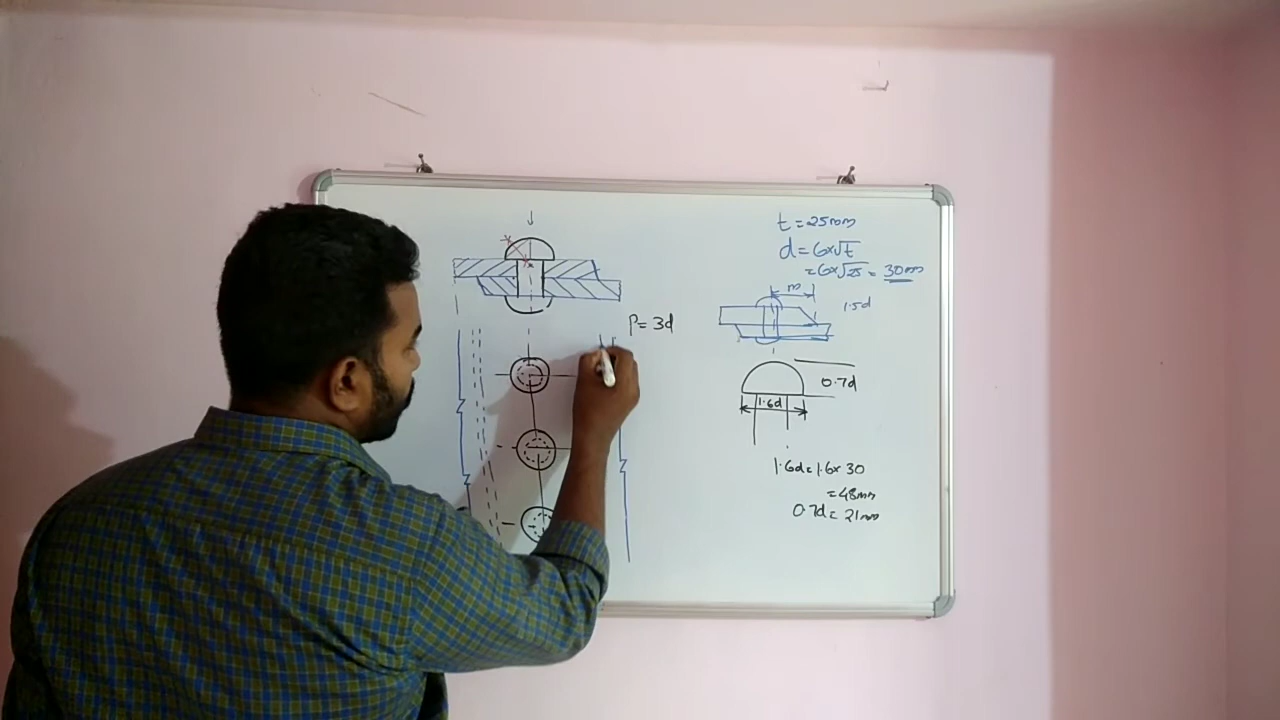 P= 3d
t = 25mm
d = 6×√t
= 6×√25 = 30mm
m
1.5d
0.7d
1.6d
1.6d = 1.6× 30
= 48mm
0.7d = 21mm